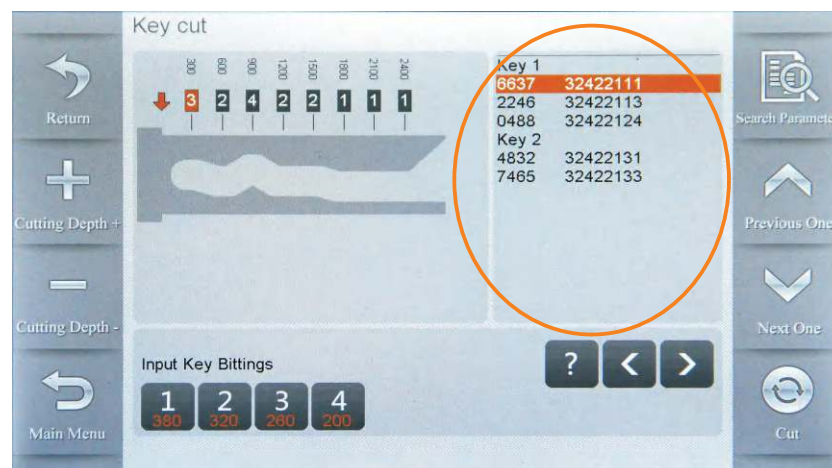 Key cut
Return
Cutting Depth +
Cutting Depth -
Main Menu
300 600 900 1200 1500 1800 2100 2400
3 2 4 2 2 1 1 1
Key 1
6637 32422111
2246 32422113
0488 32422124
Key 2
4832 32422131
7465 32422133
Input Key Bittings
1 2 3 4
380 320 260 200
? < >
Search Paramete
Previous One
Next One
Cut